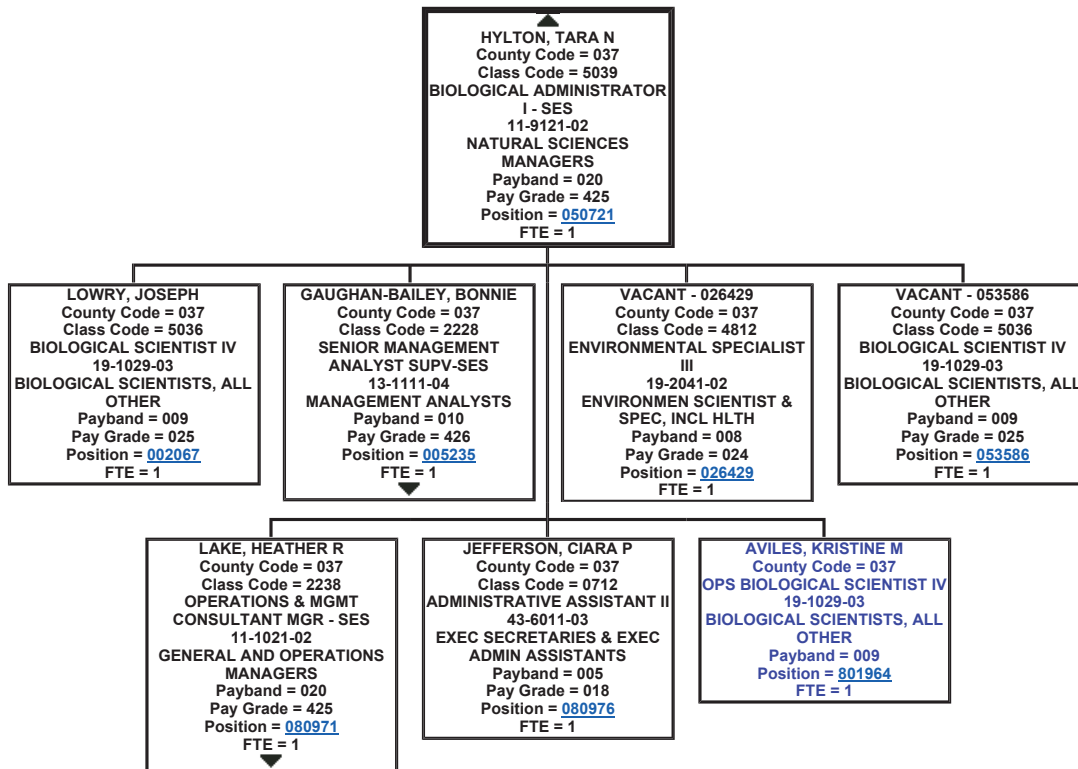 HYLTON, TARA N
County Code = 037
Class Code = 5039
BIOLOGICAL ADMINISTRATOR
I - SES
11-9121-02
NATURAL SCIENCES
MANAGERS
Payband = 020
Pay Grade = 425
Position = 050721
FTE = 1
LOWRY, JOSEPH
County Code = 037
Class Code = 5036
BIOLOGICAL SCIENTIST IV
19-1029-03
BIOLOGICAL SCIENTISTS, ALL
OTHER
Payband = 009
Pay Grade = 025
Position = 002067
FTE = 1
GAUGHAN-BAILEY, BONNIE
County Code = 037
Class Code = 2228
SENIOR MANAGEMENT
ANALYST SUPV-SES
13-1111-04
MANAGEMENT ANALYSTS
Payband = 010
Pay Grade = 426
Position = 005235
FTE = 1
VACANT - 026429
County Code = 037
Class Code = 4812
ENVIRONMENTAL SPECIALIST
III
19-2041-02
ENVIRONMEN SCIENTIST &
SPEC, INCL HLTH
Payband = 008
Pay Grade = 024
Position = 026429
FTE = 1
VACANT - 053586
County Code = 037
Class Code = 5036
BIOLOGICAL SCIENTIST IV
19-1029-03
BIOLOGICAL SCIENTISTS, ALL
OTHER
Payband = 009
Pay Grade = 025
Position = 053586
FTE = 1
LAKE, HEATHER R
County Code = 037
Class Code = 2238
OPERATIONS & MGMT
CONSULTANT MGR - SES
11-1021-02
GENERAL AND OPERATIONS
MANAGERS
Payband = 020
Pay Grade = 425
Position = 080971
FTE = 1
JEFFERSON, CIARA P
County Code = 037
Class Code = 0712
ADMINISTRATIVE ASSISTANT II
43-6011-03
EXEC SECRETARIES & EXEC
ADMIN ASSISTANTS
Payband = 005
Pay Grade = 018
Position = 080976
FTE = 1
AVILES, KRISTINE M
County Code = 037
OPS BIOLOGICAL SCIENTIST IV
19-1029-03
BIOLOGICAL SCIENTISTS, ALL
OTHER
Payband = 009
Position = 801964
FTE = 1